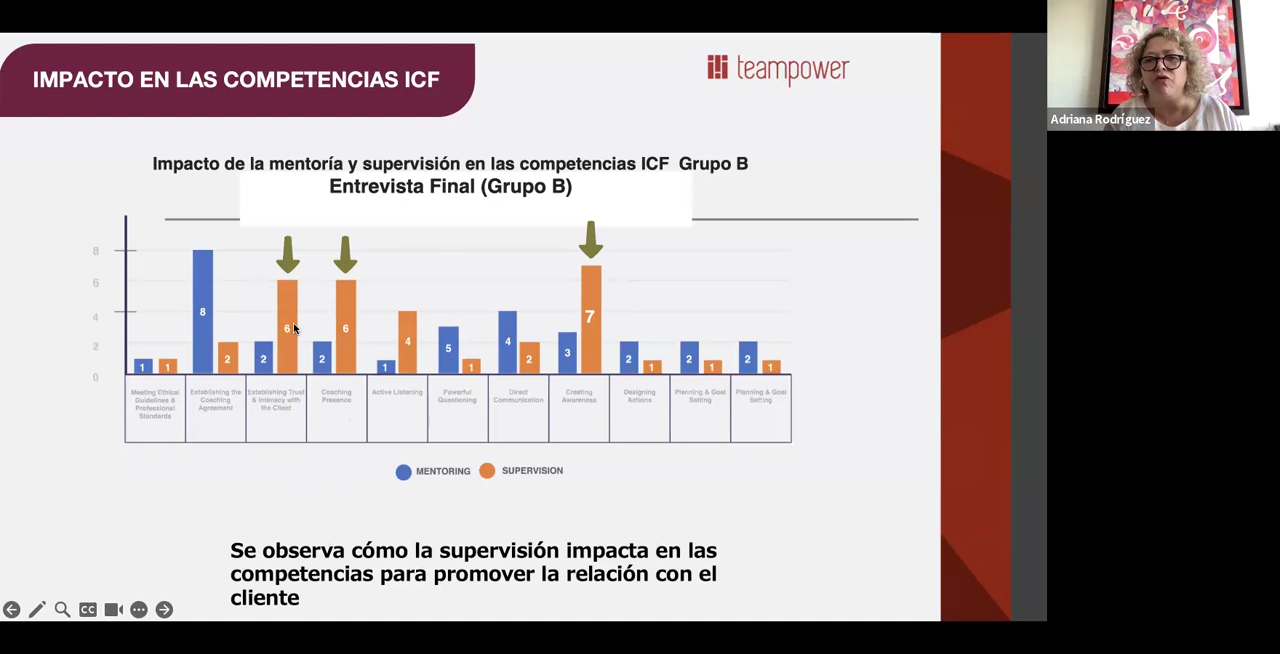 IMPACTO EN LAS COMPETENCIAS ICF
teampower
Adriana Rodríguez
Impacto de la mentoría y supervisión en las competencias ICF Grupo B
Entrevista Final (Grupo B)
8
6
4
2
0
1
1
8
2
2
6
2
6
1
4
5
1
4
2
3
7
2
1
2
1
2
1
Meeting Ethical
Guidelines &
Professional
Standards
Establishing the
Coaching
Agreement
Establishing Trust
& Intimacy with
the Client
Coaching
Presence
Active Listening
Powerful
Questioning
Direct
Communication
Creating
Awareness
Designing
Actions
Planning & Goal
Setting
Planning & Goal
Setting
MENTORING
SUPERVISION
Se observa cómo la supervisión impacta en las
competencias para promover la relación con el
cliente
CC